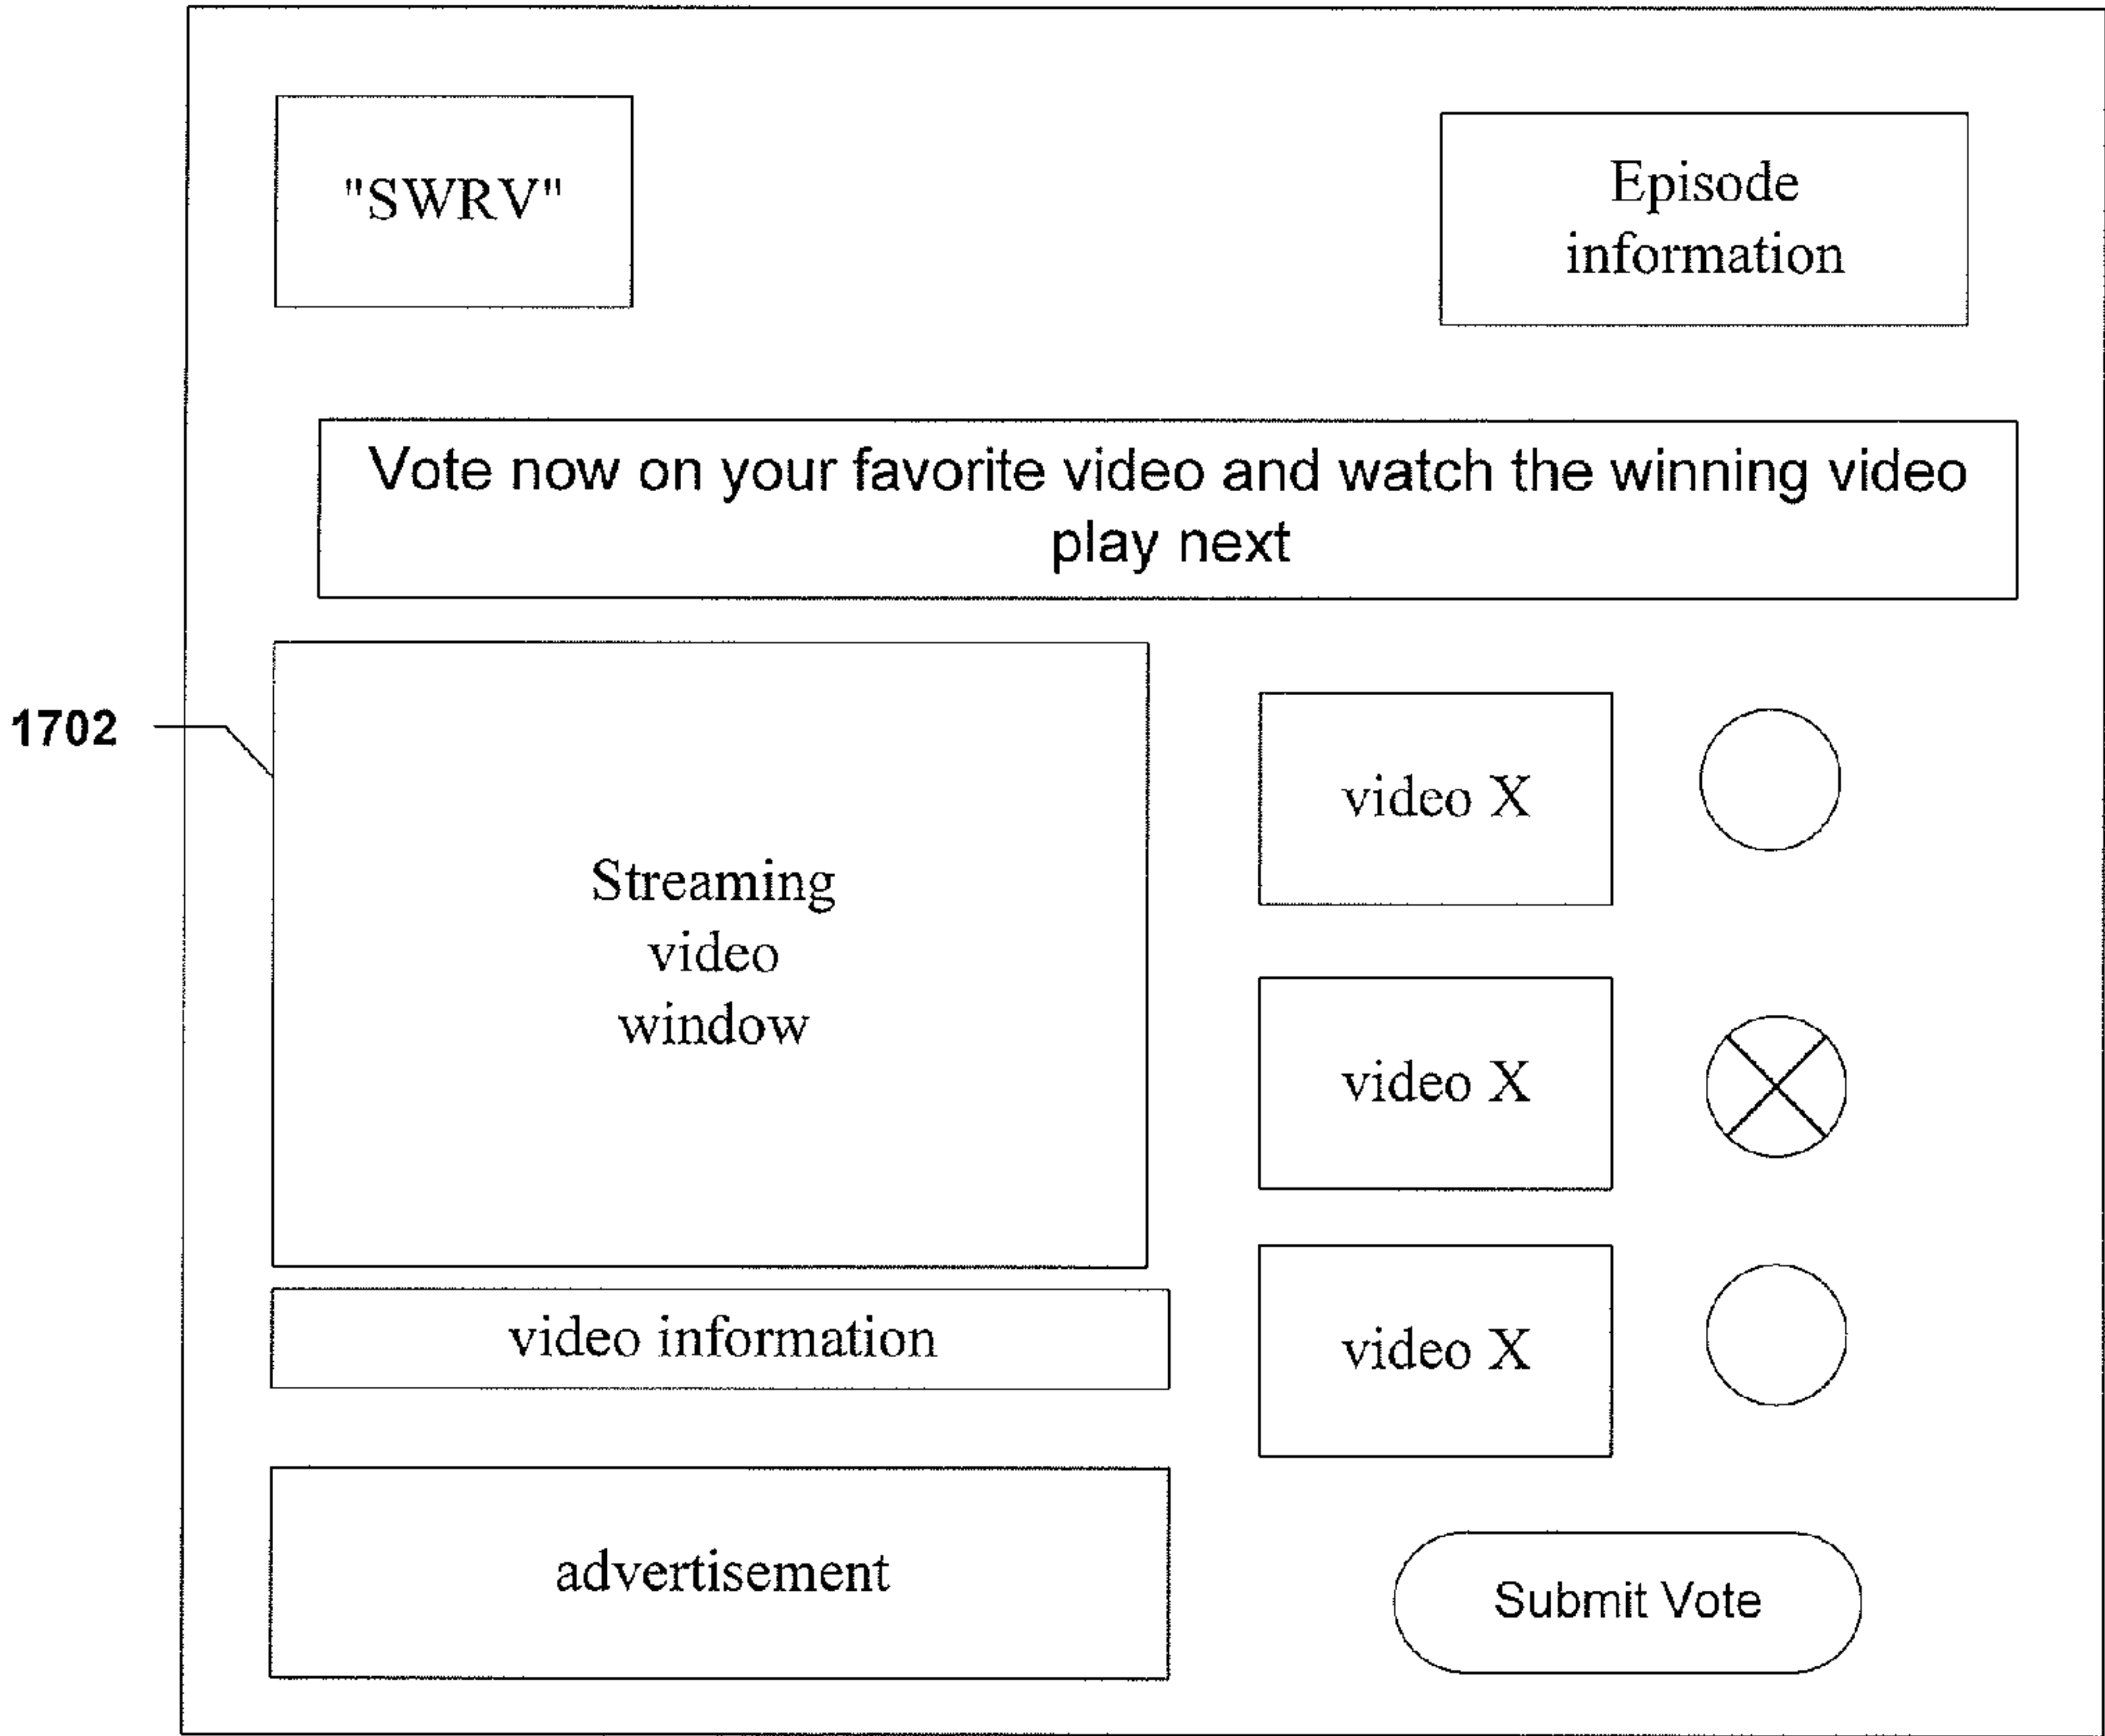 "SWRV"
Episode
information
Vote now on your favorite video and watch the winning video
play next
1702
Streaming
video
window
video X
video X
video X
video information
advertisement
Submit Vote